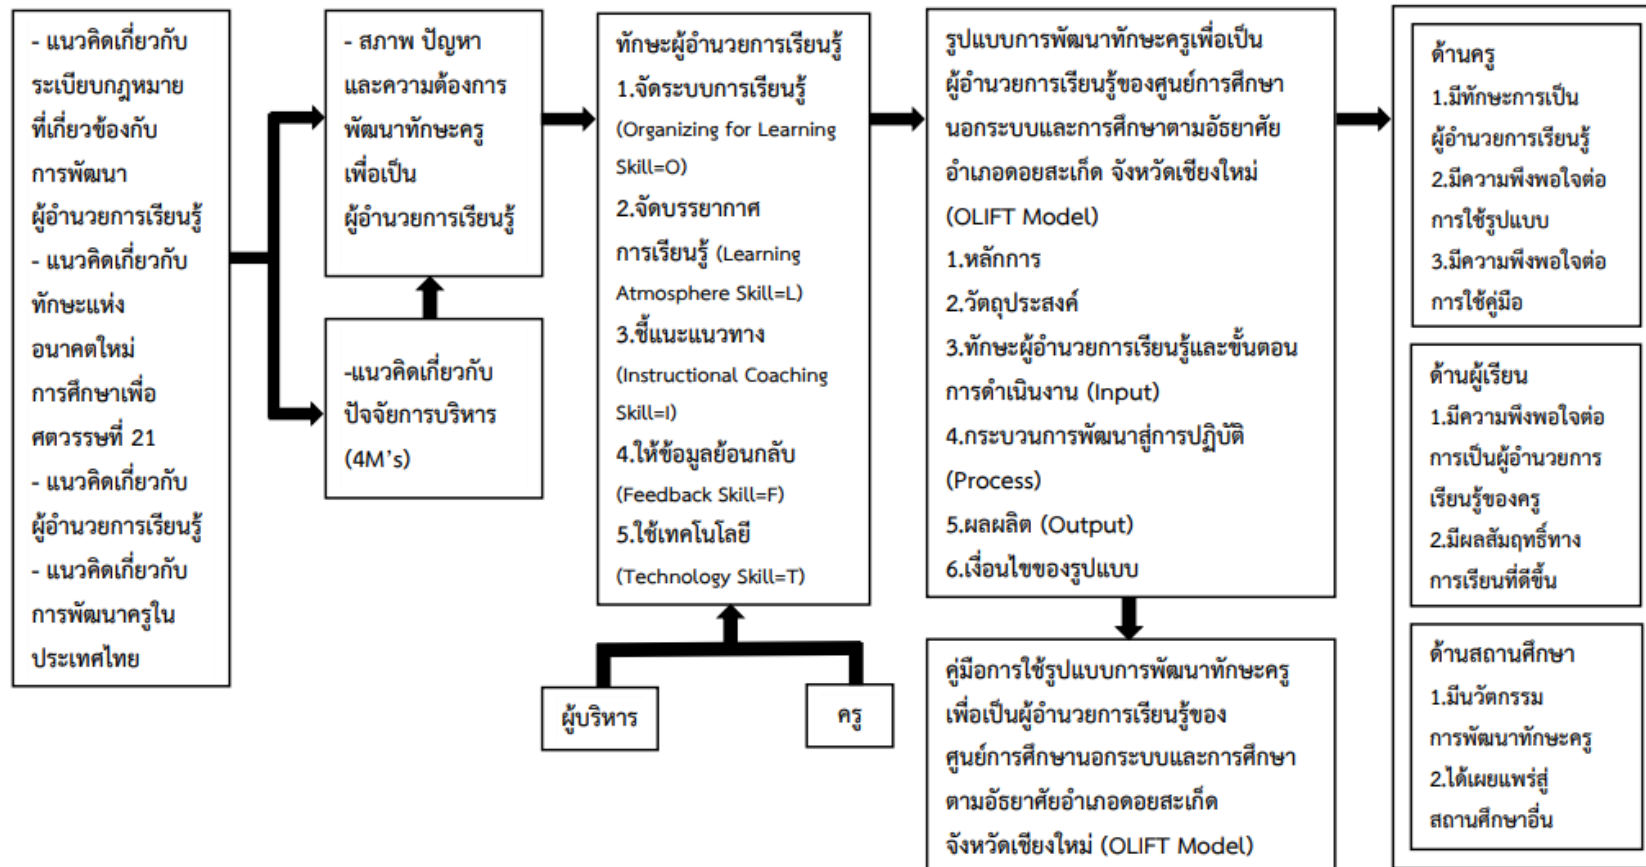 - แนวคิดเกี่ยวกับ
ระเบียบกฎหมาย
ที่เกี่ยวข้องกับ
การพัฒนา
ผู้อำนวยการเรียนรู้
- แนวคิดเกี่ยวกับ
ทักษะแห่ง
อนาคตใหม่
การศึกษาเพื่อ
ศตวรรษที่ 21
- แนวคิดเกี่ยวกับ
ผู้อำนวยการเรียนรู้
- แนวคิดเกี่ยวกับ
การพัฒนาครูใน
ประเทศไทย
- สภาพ ปัญหา
และความต้องการ
พัฒนาทักษะครู
เพื่อเป็น
ผู้อำนวยการเรียนรู้
-แนวคิดเกี่ยวกับ
ปัจจัยการบริหาร
(4M's)
ทักษะผู้อำนวยการเรียนรู้
1.จัดระบบการเรียนรู้
(Organizing for Learning
Skill=O)
2.จัดบรรยากาศ
การเรียนรู้ (Learning
Atmosphere Skill=L)
3.ชี้แนะแนวทาง
(Instructional Coaching
Skill=I)
4.ให้ข้อมูลย้อนกลับ
(Feedback Skill=F)
5.ใช้เทคโนโลยี
(Technology Skill=T)
ผู้บริหาร
ครู
รูปแบบการพัฒนาทักษะครูเพื่อเป็น
ผู้อำนวยการเรียนรู้ของศูนย์การศึกษา
นอกระบบและการศึกษาตามอัธยาศัย
อำเภอดอยสะเก็ด จังหวัดเชียงใหม่
(OLIFT Model)
1.หลักการ
2.วัตถุประสงค์
3.ทักษะผู้อำนวยการเรียนรู้และขั้นตอน
การดำเนินงาน (Input)
4.กระบวนการพัฒนาสู่การปฏิบัติ
(Process)
5.ผลผลิต (Output)
6.เงื่อนไขของรูปแบบ
คู่มือการใช้รูปแบบการพัฒนาทักษะครู
เพื่อเป็นผู้อำนวยการเรียนรู้ของ
ศูนย์การศึกษานอกระบบและการศึกษา
ตามอัธยาศัยอำเภอดอยสะเก็ด
จังหวัดเชียงใหม่ (OLIFT Model)
ด้านครู
1.มีทักษะการเป็น
ผู้อำนวยการเรียนรู้
2.มีความพึงพอใจต่อ
การใช้รูปแบบ
3.มีความพึงพอใจต่อ
การใช้คู่มือ
ด้านผู้เรียน
1.มีความพึงพอใจต่อ
การเป็นผู้อำนวยการ
เรียนรู้ของครู
2.มีผลสัมฤทธิ์ทาง
การเรียนที่ดีขึ้น
ด้านสถานศึกษา
1.มีนวัตกรรม
การพัฒนาทักษะครู
2.ได้เผยแพร่สู่
สถานศึกษาอื่น